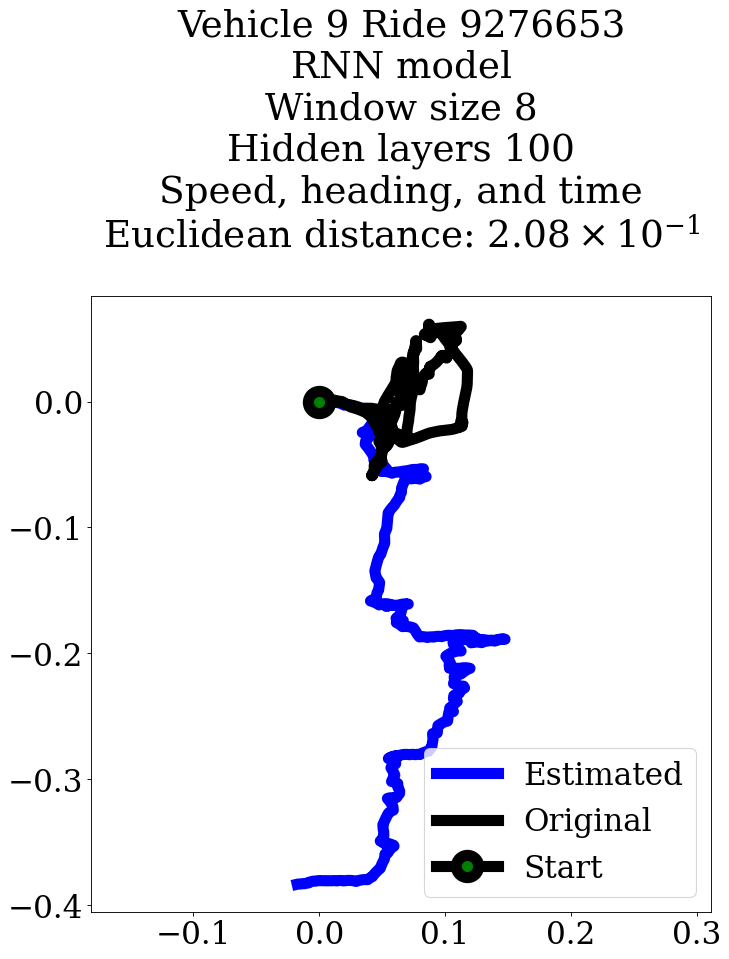 Vehicle 9 Ride 9276653
RNN model
Window size 8
Hidden layers 100
Speed, heading, and time
Euclidean distance: 2.08 × 10⁻¹
0.0
−0.1
−0.2
−0.3
−0.4
Estimated
Original
Start
−0.1 0.0 0.1 0.2 0.3